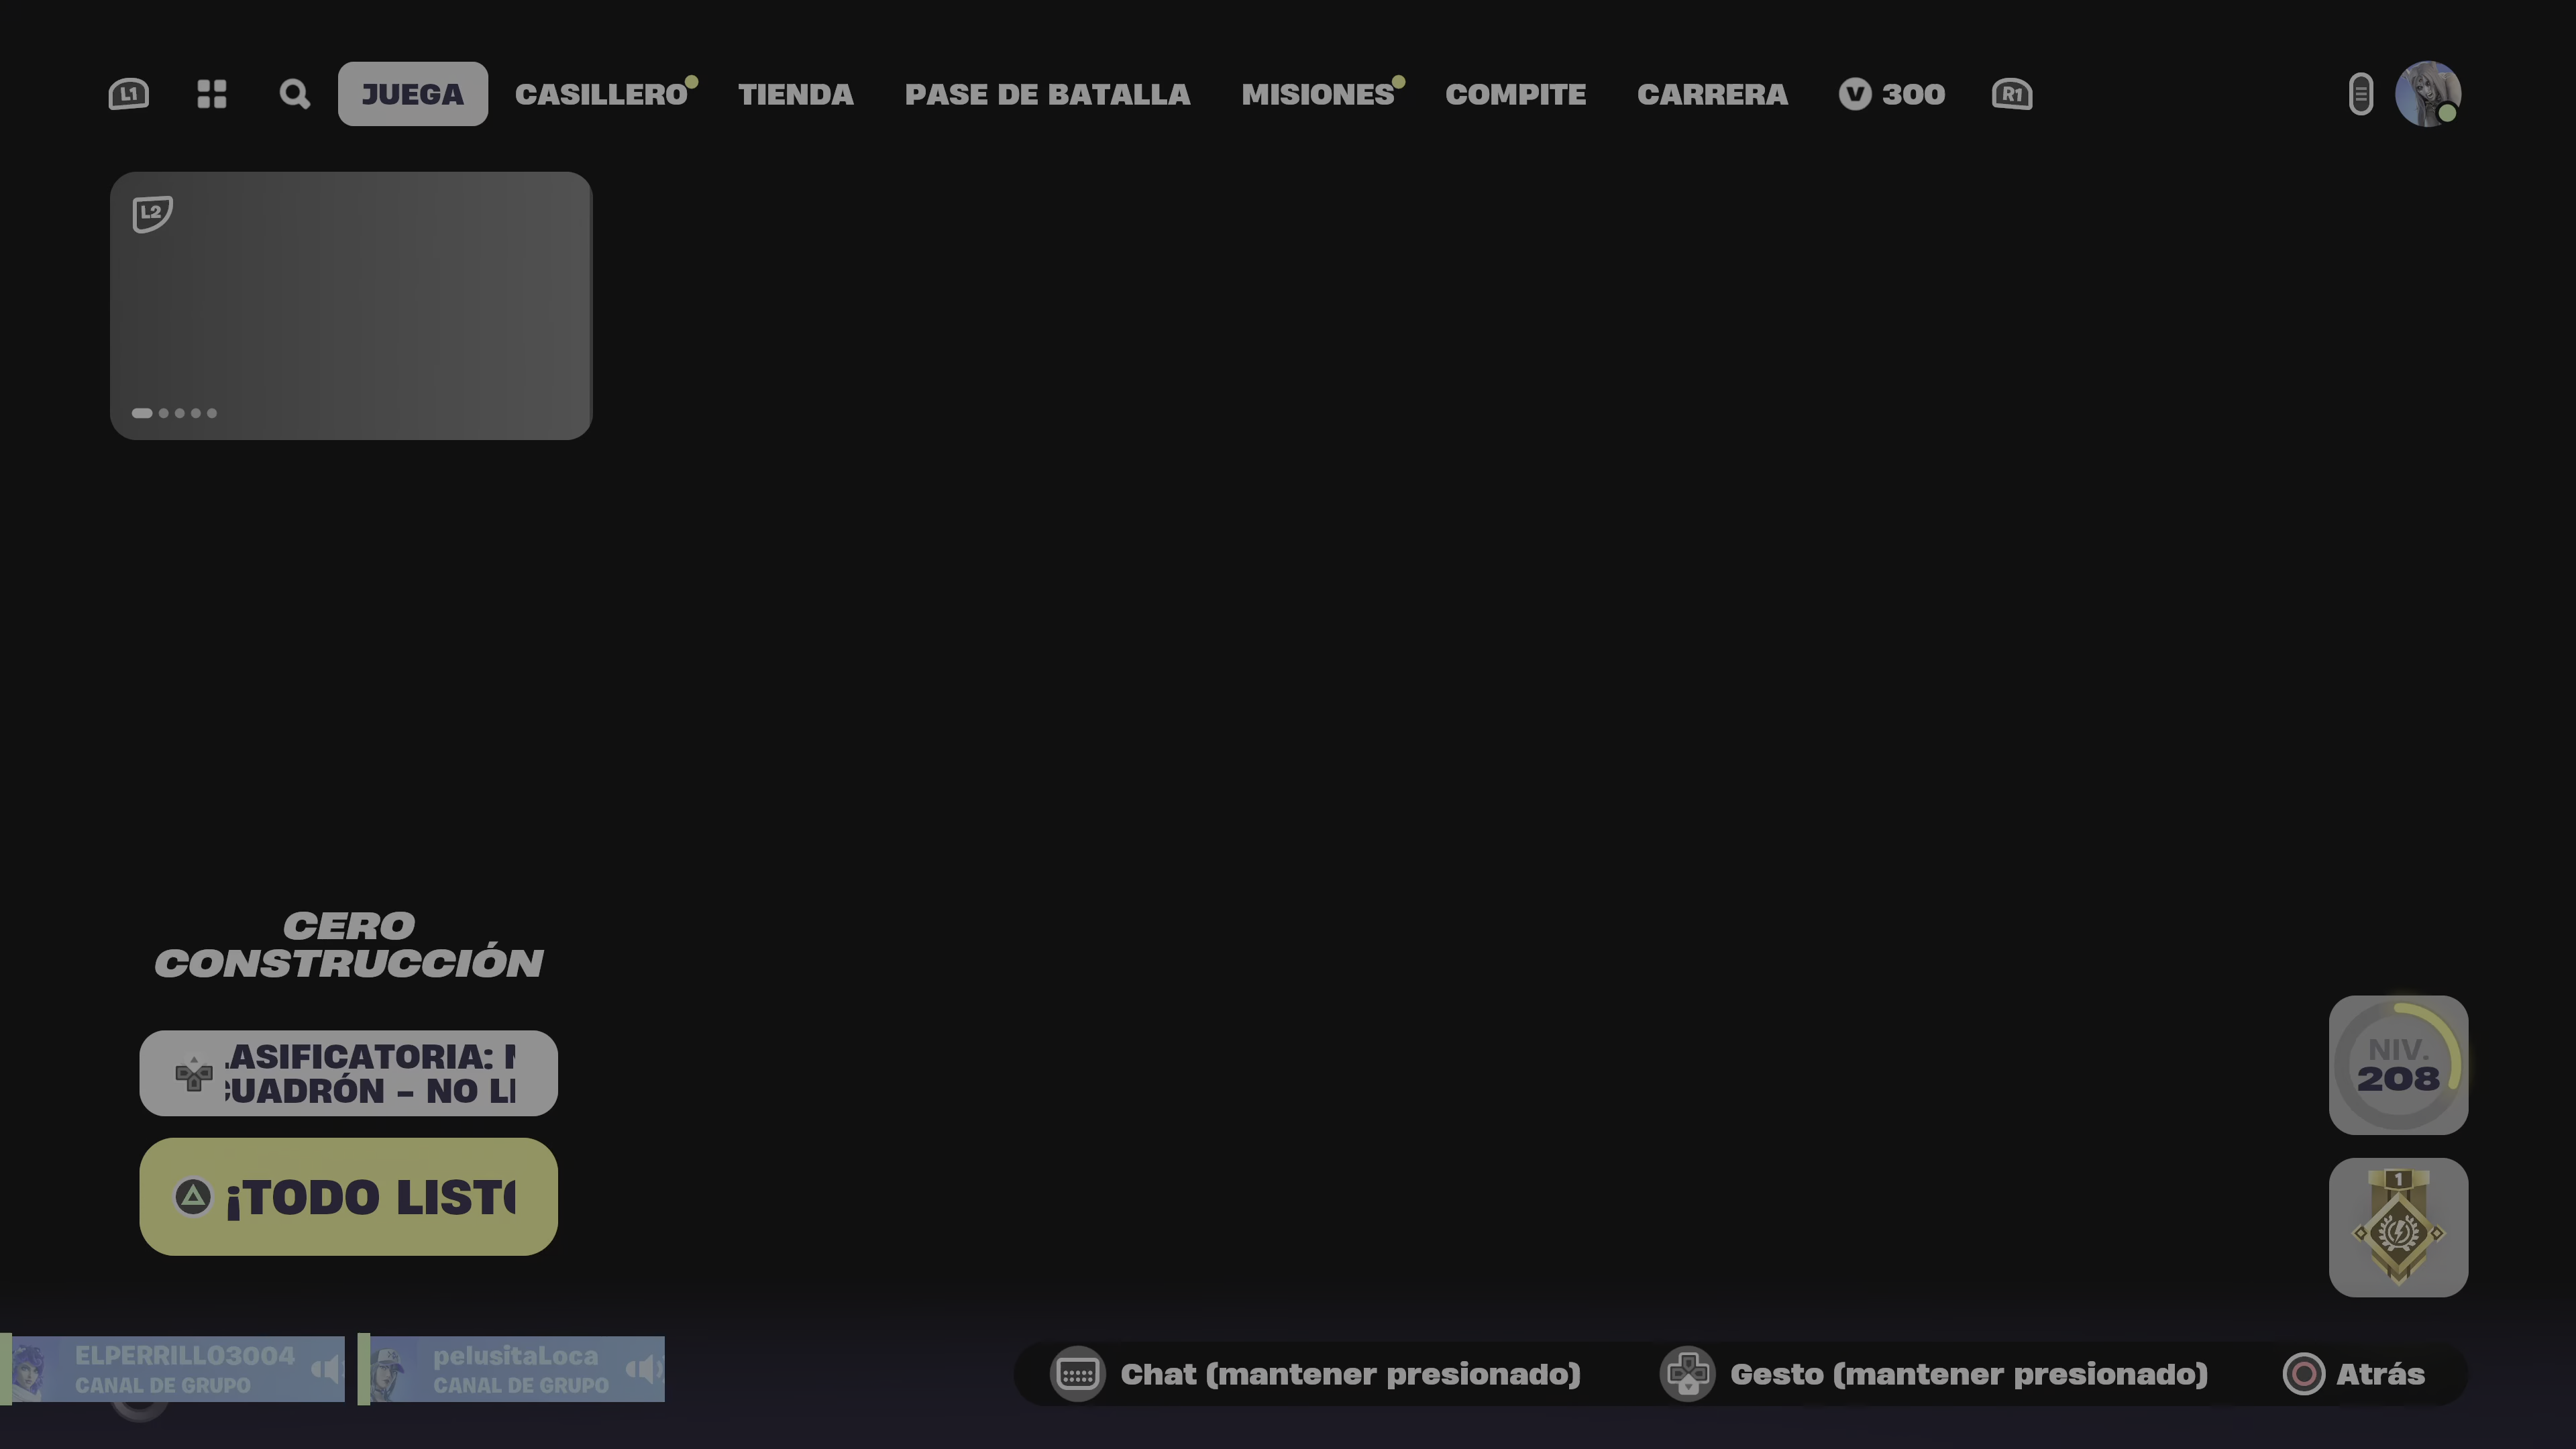 L1
JUEGA
CASILLERO
TIENDA
PASE DE BATALLA
MISIONES
COMPITE
CARRERA
V 300
R1
L2
CERO
CONSTRUCCIÓN
ASIFICATORIA:
UADRÓN - NO
¡TODO LISTO
NIV.
208
1
ELPERRILLO3004
CANAL DE GRUPO
pelusitaLoca
CANAL DE GRUPO
Chat (mantener presionado)
Gesto (mantener presionado)
Atrás